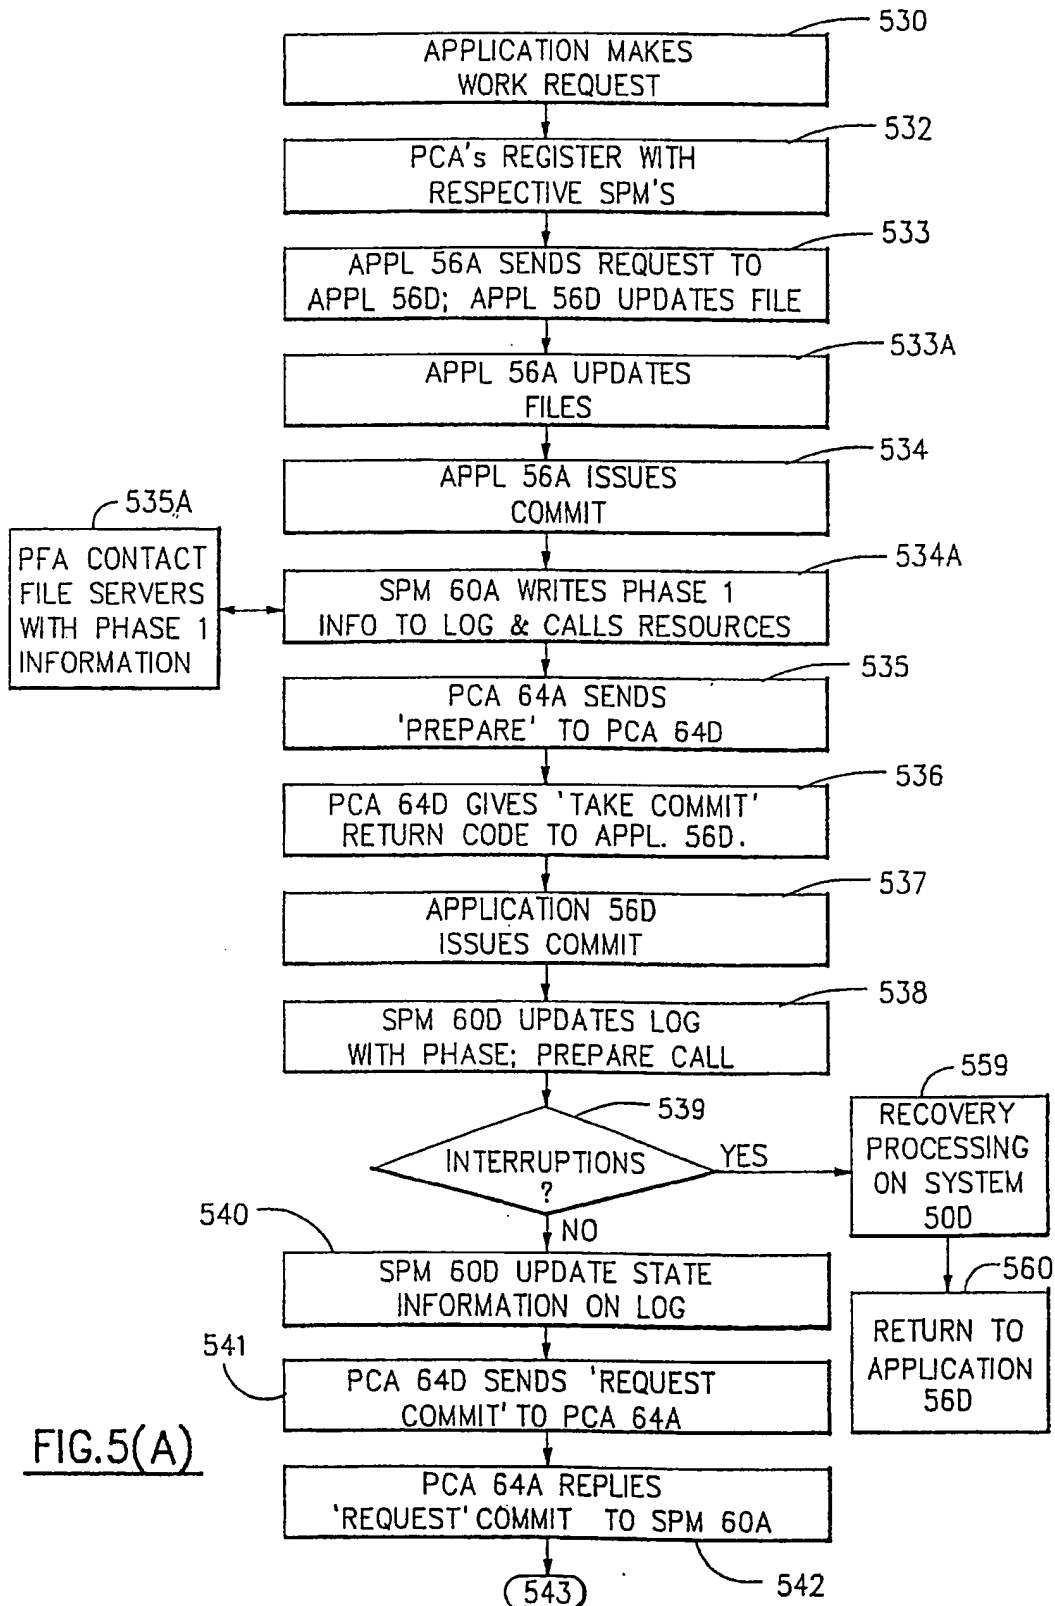 530
APPLICATION MAKES
WORK REQUEST
532
PCA's REGISTER WITH
RESPECTIVE SPM'S
533
APPL 56A SENDS REQUEST TO
APPL 56D; APPL 56D UPDATES FILE
533A
APPL 56A UPDATES
FILES
534
APPL 56A ISSUES
COMMIT
535A
PFA CONTACT
FILE SERVERS
WITH PHASE 1
INFORMATION
534A
SPM 60A WRITES PHASE 1
INFO TO LOG & CALLS RESOURCES
535
PCA 64A SENDS
'PREPARE' TO PCA 64D
536
PCA 64D GIVES 'TAKE COMMIT'
RETURN CODE TO APPL. 56D.
537
APPLICATION 56D
ISSUES COMMIT
538
SPM 60D UPDATES LOG
WITH PHASE; PREPARE CALL
539
INTERRUPTIONS
?
YES
NO
559
RECOVERY
PROCESSING
ON SYSTEM
50D
560
RETURN TO
APPLICATION
56D
540
SPM 60D UPDATE STATE
INFORMATION ON LOG
541
PCA 64D SENDS 'REQUEST
COMMIT' TO PCA 64A
FIG.5(A)
PCA 64A REPLIES
'REQUEST' COMMIT TO SPM 60A
542
543